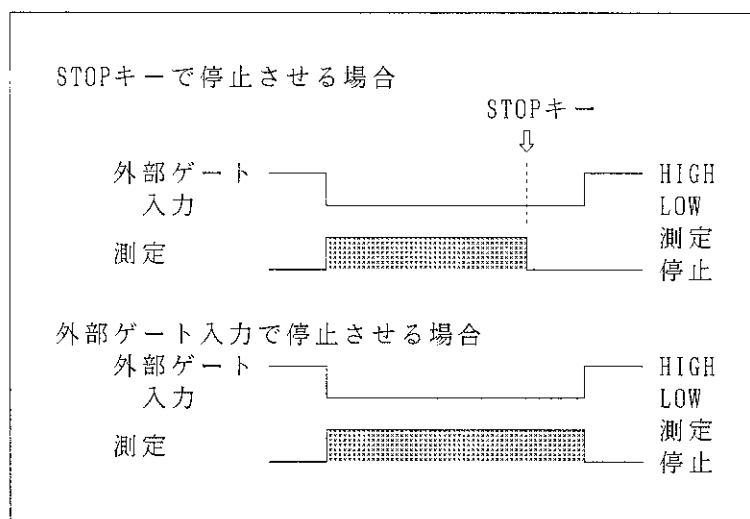 STOPキーで停止させる場合
STOPキー
外部ゲート
入力
HIGH
LOW
測定
測定
停止
外部ゲート入力で停止させる場合
外部ゲート
入力
HIGH
LOW
測定
測定
停止